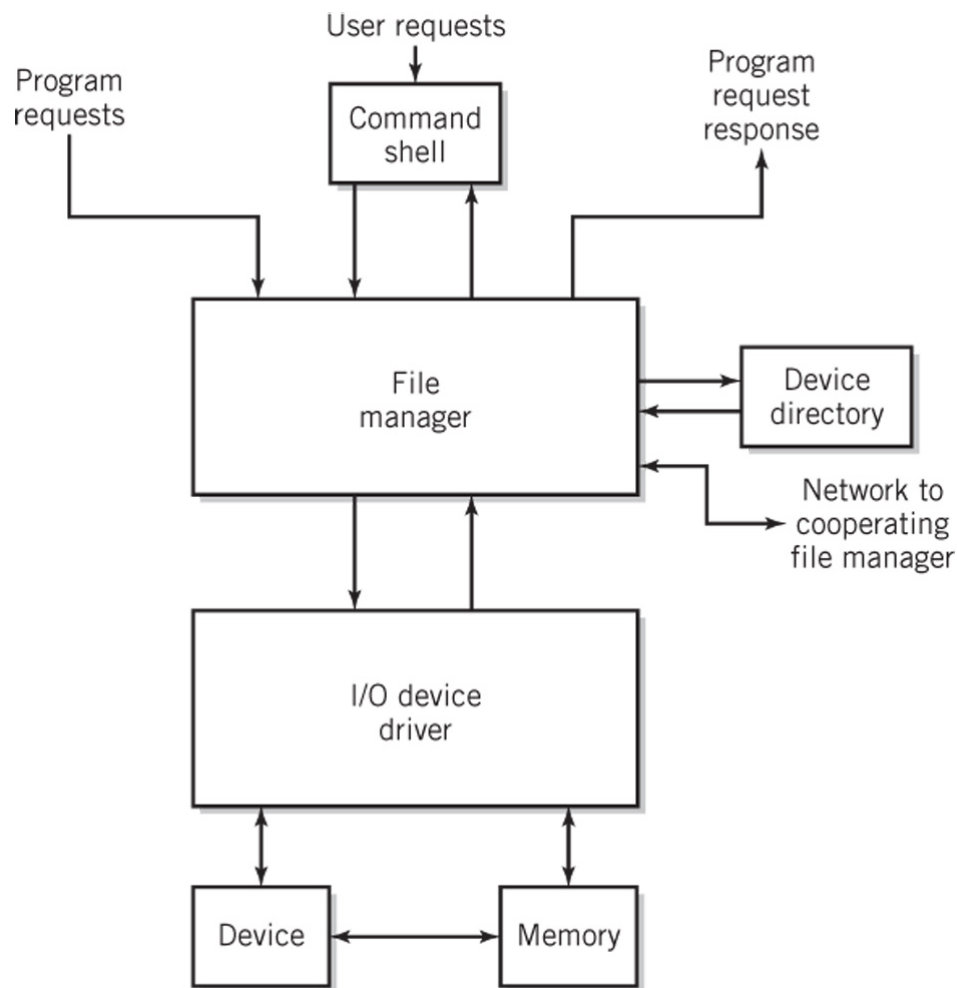 User requests
Program
requests
Command
shell
Program
request
response
File
manager
Device
directory
Network to
cooperating
file manager
I/O device
driver
Device
Memory